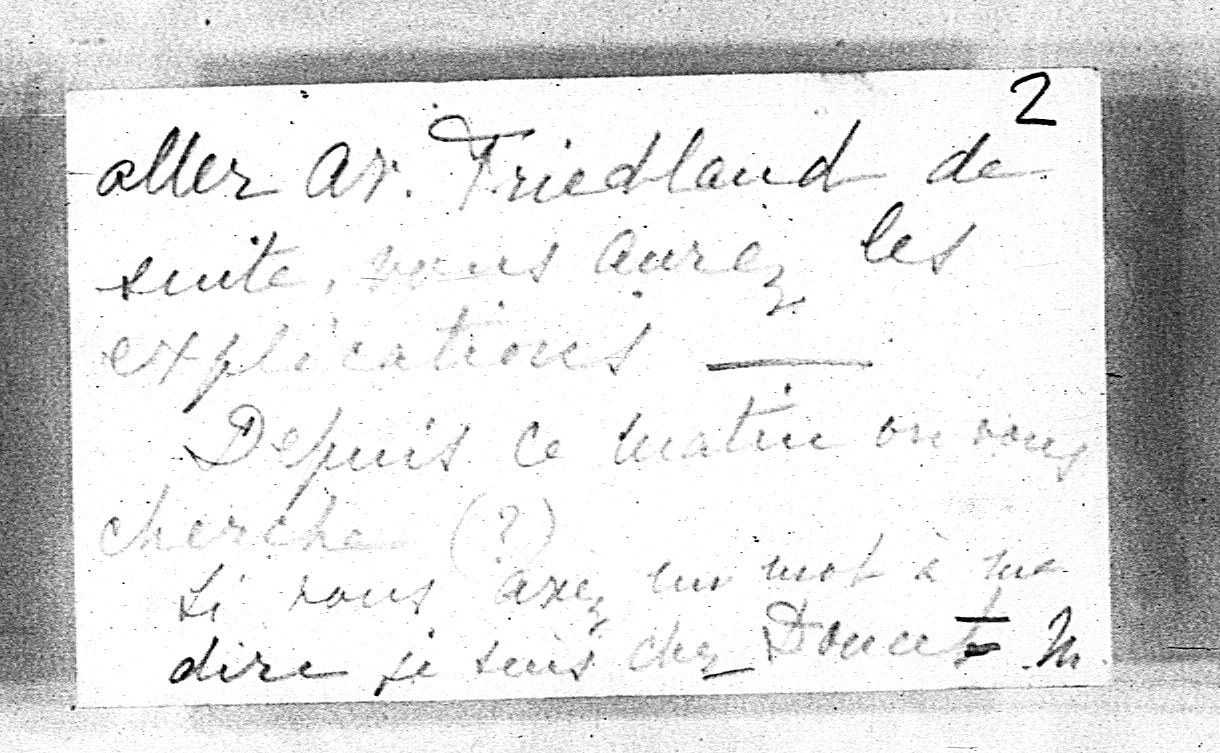 2
aller av. Friedland de
suite, vous aurez les
explications —
Depuis ce matin on vous
cherche (?)
Si vous avez un mot à me
dire je suis chez Doucet M.